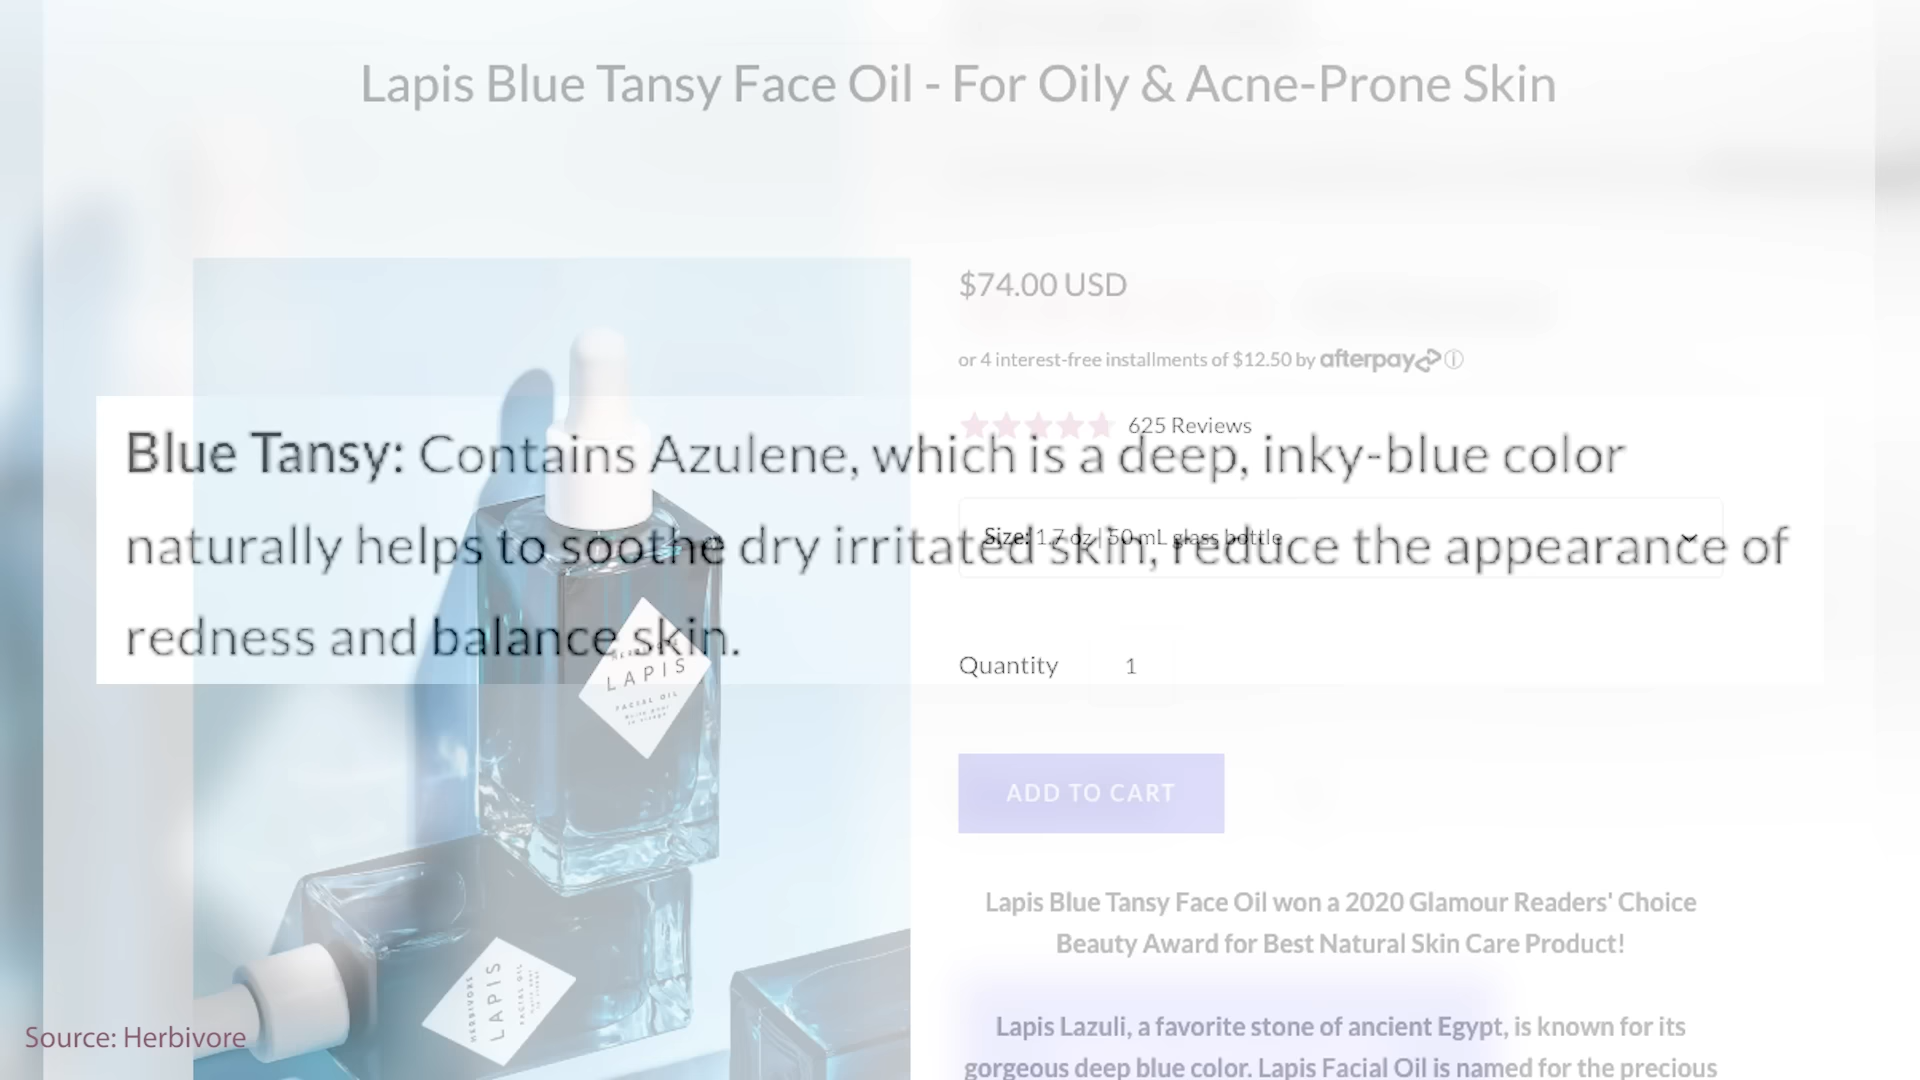 Lapis Blue Tansy Face Oil - For Oily & Acne-Prone Skin
$74.00 USD
or 4 interest-free installments of $12.50 by afterpay
625 Reviews
Blue Tansy: Contains Azulene, which is a deep, inky-blue color
naturally helps to soothe dry irritated skin, reduce the appearance of
redness and balance skin.
Size: 1.7 oz | 50 mL glass bottle
Quantity 1
LAPIS
FACIAL OIL
ADD TO CART
Lapis Blue Tansy Face Oil won a 2020 Glamour Readers' Choice
Beauty Award for Best Natural Skin Care Product!
HERBIVORE
LAPIS
FACIAL OIL
Lapis Lazuli, a favorite stone of ancient Egypt, is known for its
gorgeous deep blue color. Lapis Facial Oil is named for the precious
Source: Herbivore